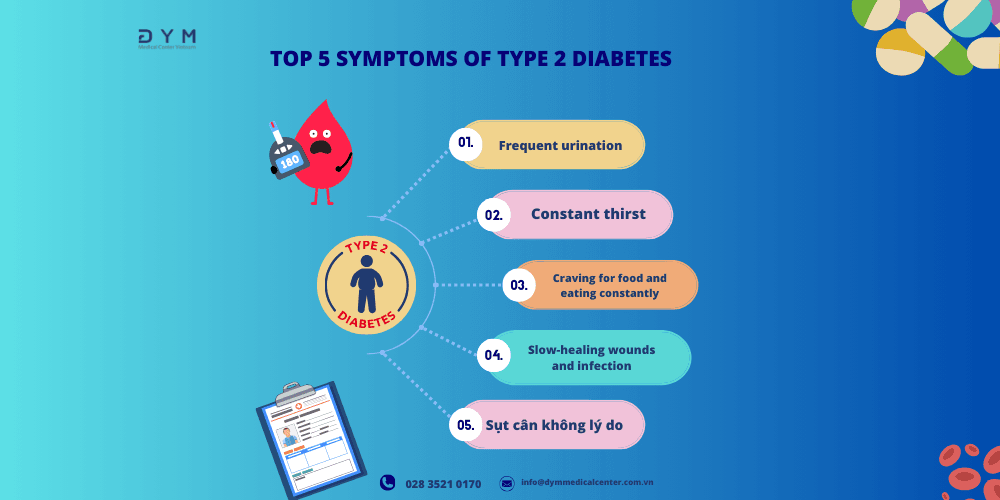 DYM
Medical Center Vietnam
TOP 5 SYMPTOMS OF TYPE 2 DIABETES
180
01.
Frequent urination
02.
Constant thirst
TYPE 2
DIABETES
03.
Craving for food and
eating constantly
04.
Slow-healing wounds
and infection
05.
Sụt cân không lý do
028 3521 0170
info@dymmedicalcenter.com.vn